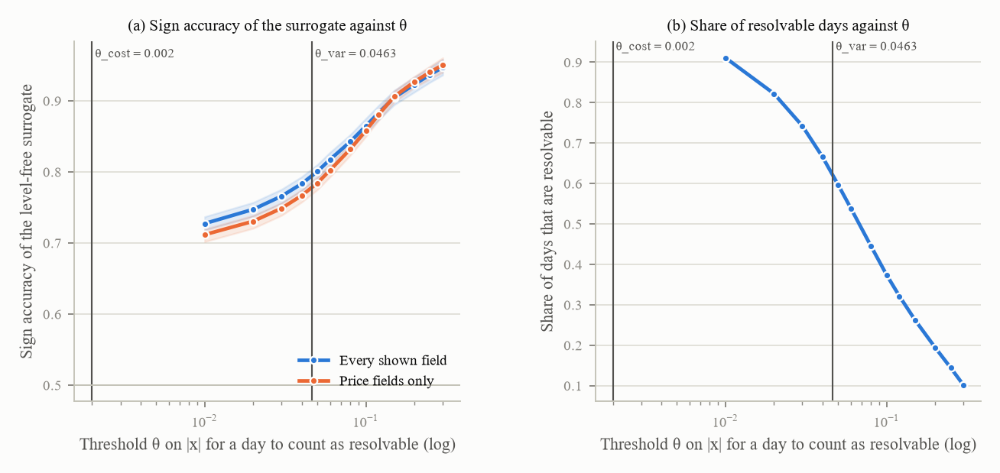 (a) Sign accuracy of the surrogate against θ
θ_cost = 0.002
θ_var = 0.0463
Sign accuracy of the level-free surrogate
0.9
0.8
0.7
0.6
0.5
Every shown field
Price fields only
10⁻²
10⁻¹
Threshold θ on |x| for a day to count as resolvable (log)
(b) Share of resolvable days against θ
θ_cost = 0.002
θ_var = 0.0463
Share of days that are resolvable
0.9
0.8
0.7
0.6
0.5
0.4
0.3
0.2
0.1
10⁻²
10⁻¹
Threshold θ on |x| for a day to count as resolvable (log)